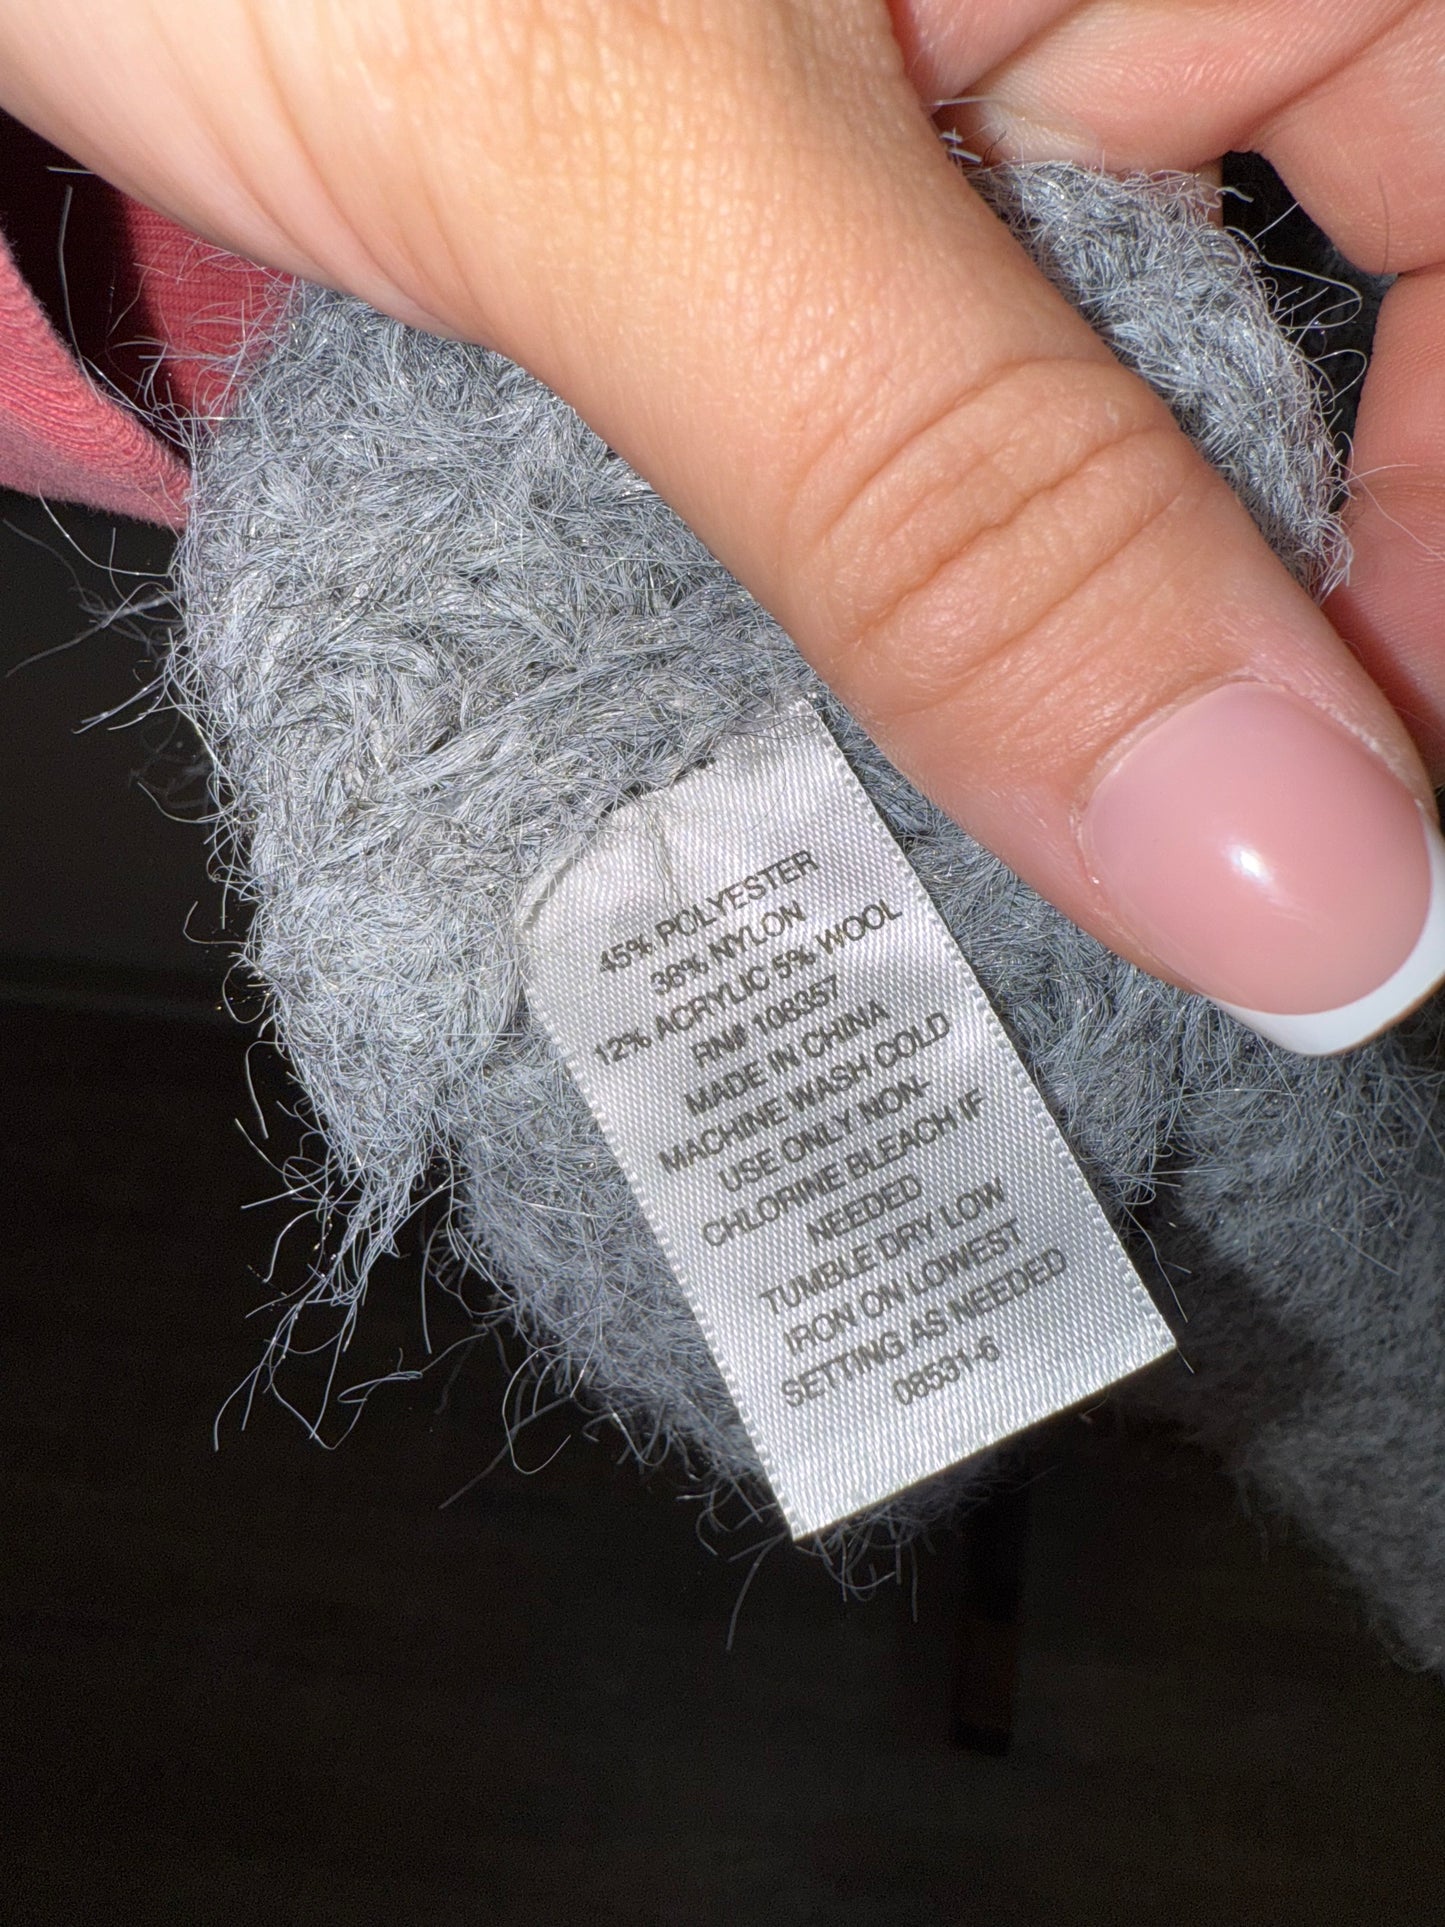 45% POLYESTER
38% NYLON
12% ACRYLIC 5% WOOL
RN# 108357
MADE IN CHINA
MACHINE WASH COLD
USE ONLY NON-
CHLORINE BLEACH IF
NEEDED
TUMBLE DRY LOW
IRON ON LOWEST
SETTING AS NEEDED
08531-6